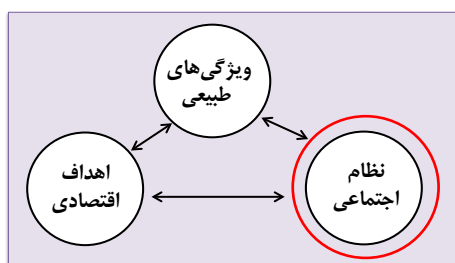 ویژگی‌های
طبیعی
نظام
اجتماعی
اهداف
اقتصادی